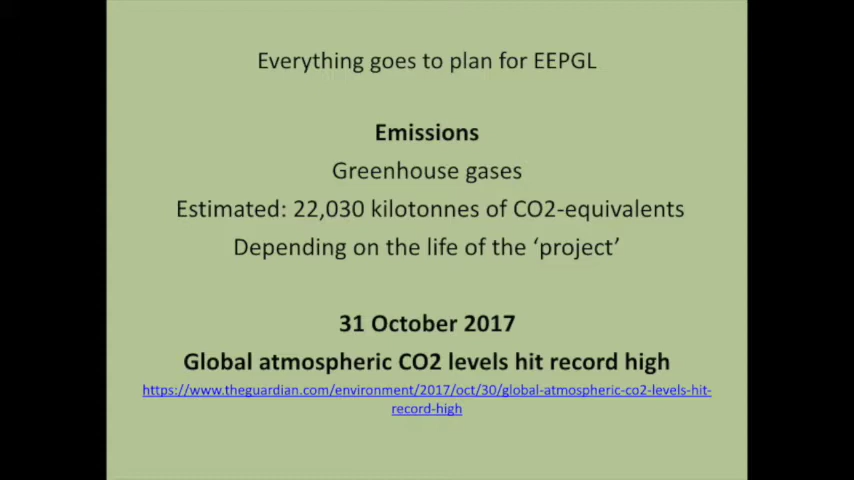 Everything goes to plan for EEPGL
Emissions
Greenhouse gases
Estimated: 22,030 kilotonnes of CO2-equivalents
Depending on the life of the ‘project’
31 October 2017
Global atmospheric CO2 levels hit record high
https://www.theguardian.com/environment/2017/oct/30/global-atmospheric-co2-levels-hit-
record-high